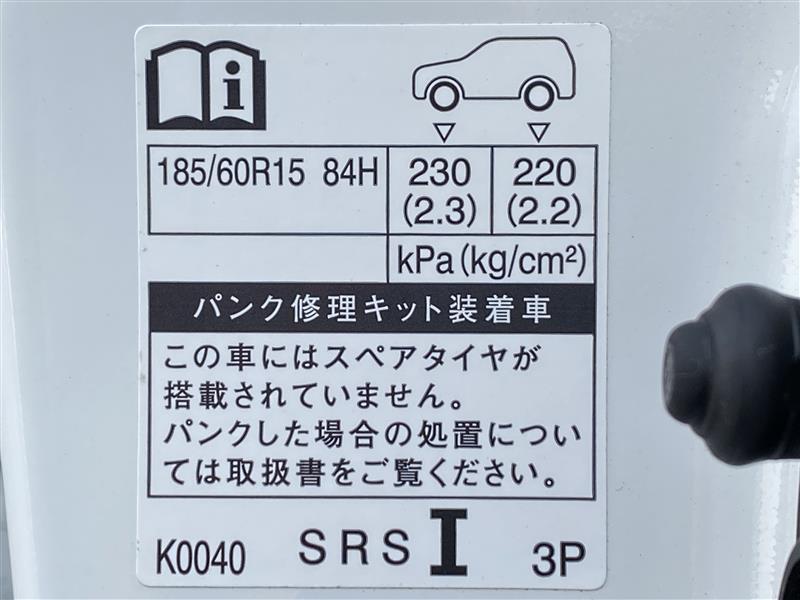 i
185/60R15 84H 230 220
(2.3) (2.2)
kPa(kg/cm²)
パンク修理キット装着車
この車にはスペアタイヤが
搭載されていません。
パンクした場合の処置につい
ては取扱書をご覧ください。
K0040 SRS I 3P